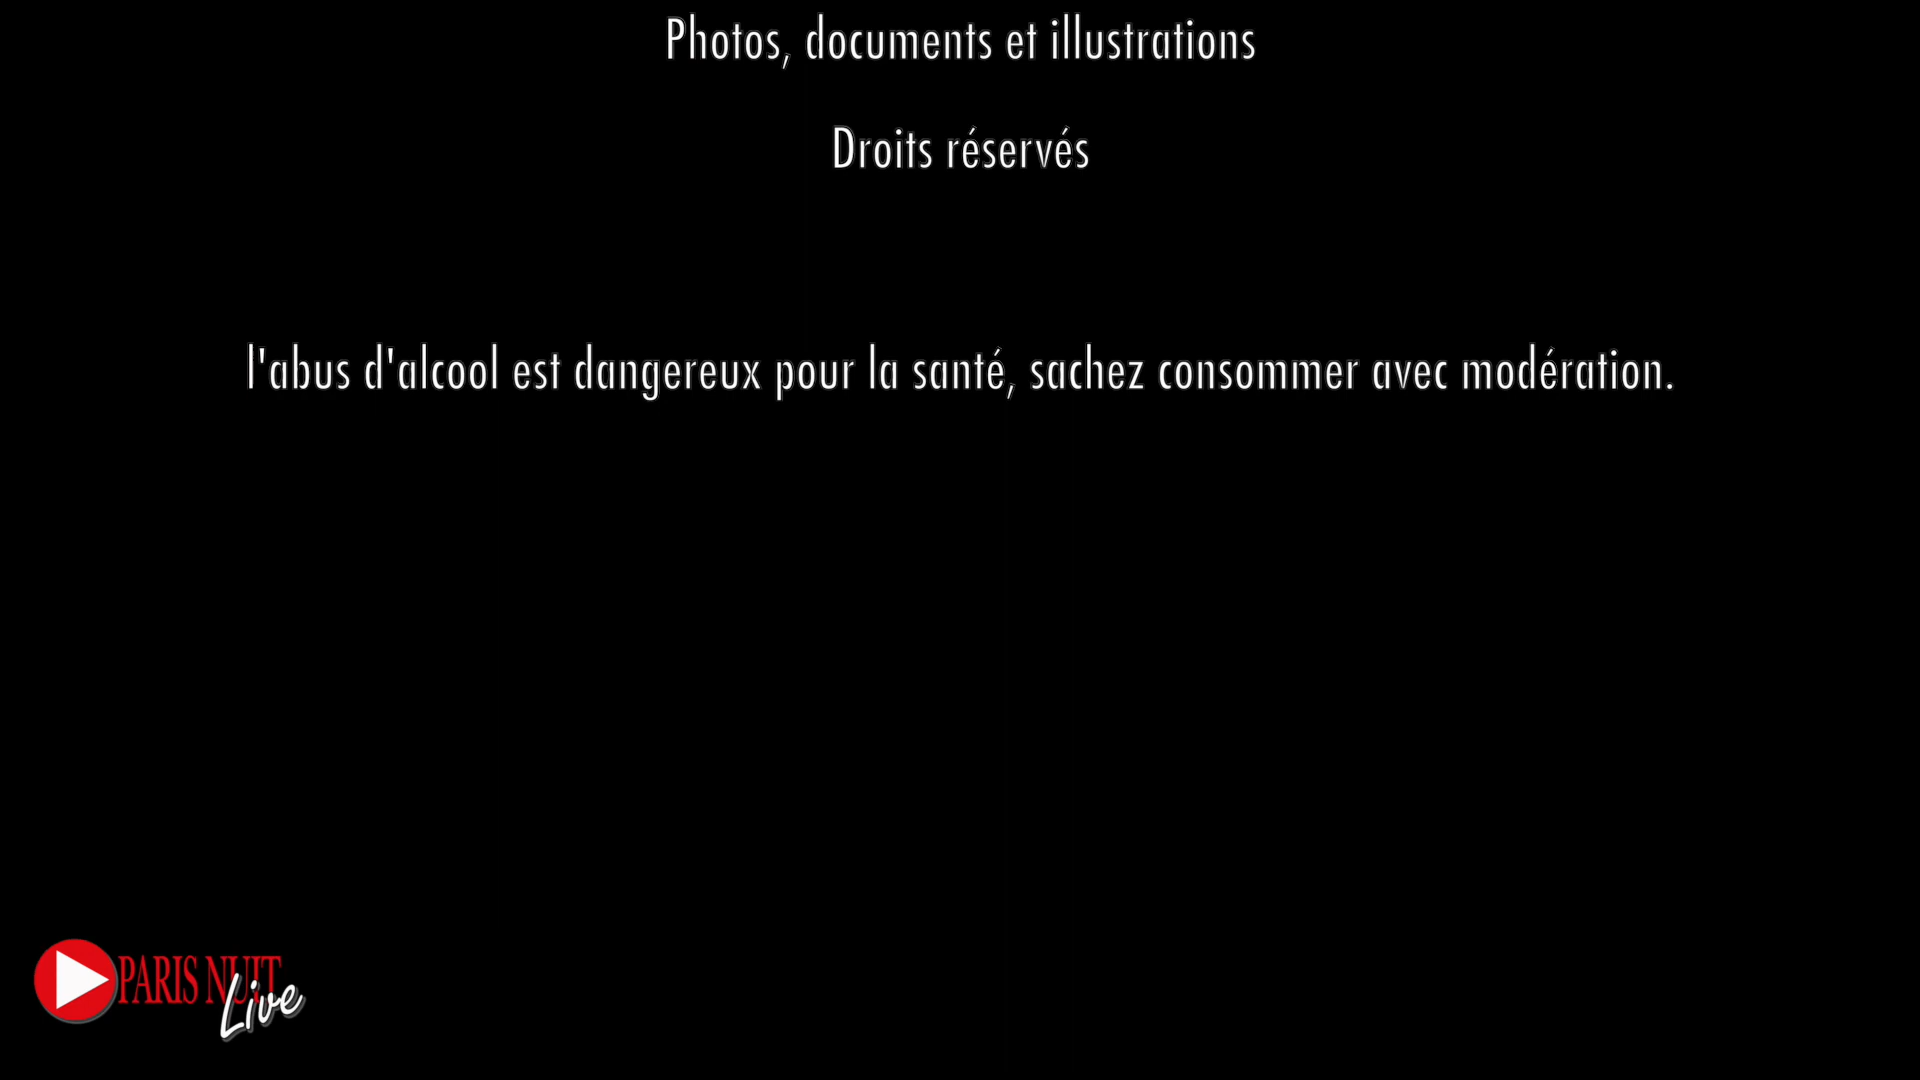 Photos, documents et illustrations
Droits réservés
l'abus d'alcool est dangereux pour la santé, sachez consommer avec modération.
PARIS NUIT
Live